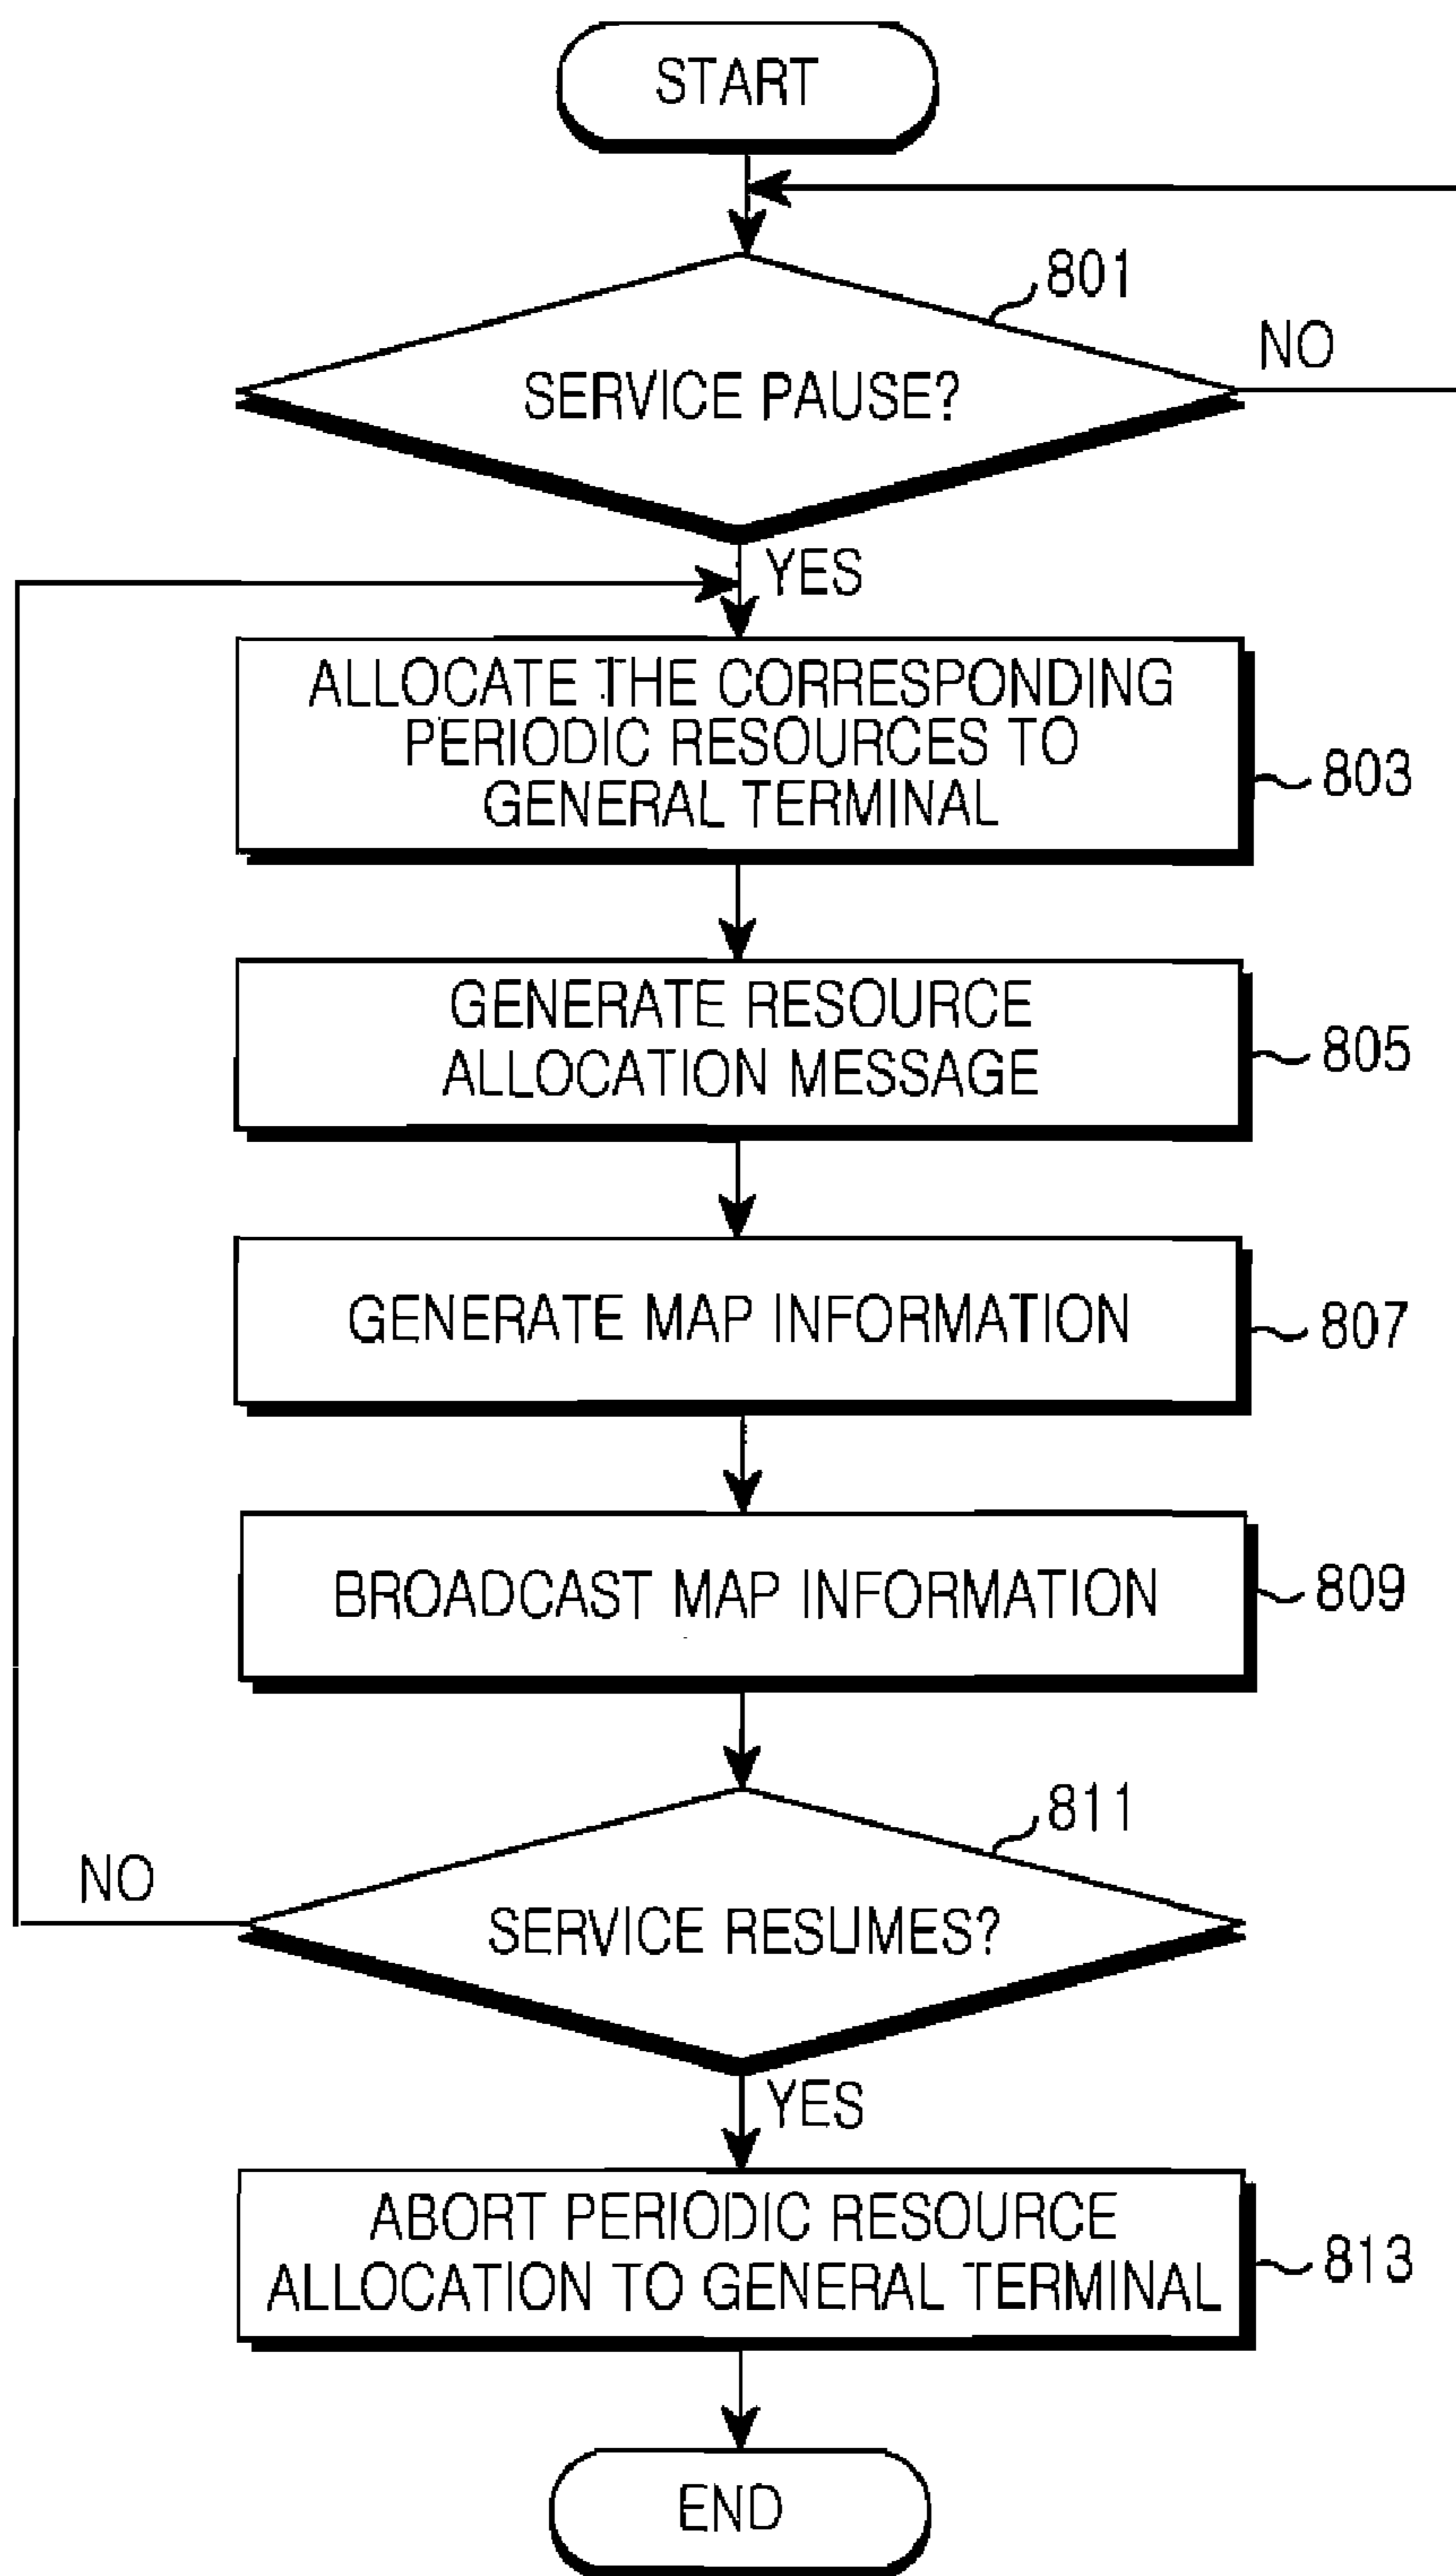 START
801
SERVICE PAUSE?
NO
YES
ALLOCATE THE CORRESPONDING
PERIODIC RESOURCES TO
GENERAL TERMINAL
803
GENERATE RESOURCE
ALLOCATION MESSAGE
805
GENERATE MAP INFORMATION
807
BROADCAST MAP INFORMATION
809
811
NO
SERVICE RESUMES?
YES
ABORT PERIODIC RESOURCE
ALLOCATION TO GENERAL TERMINAL
813
END